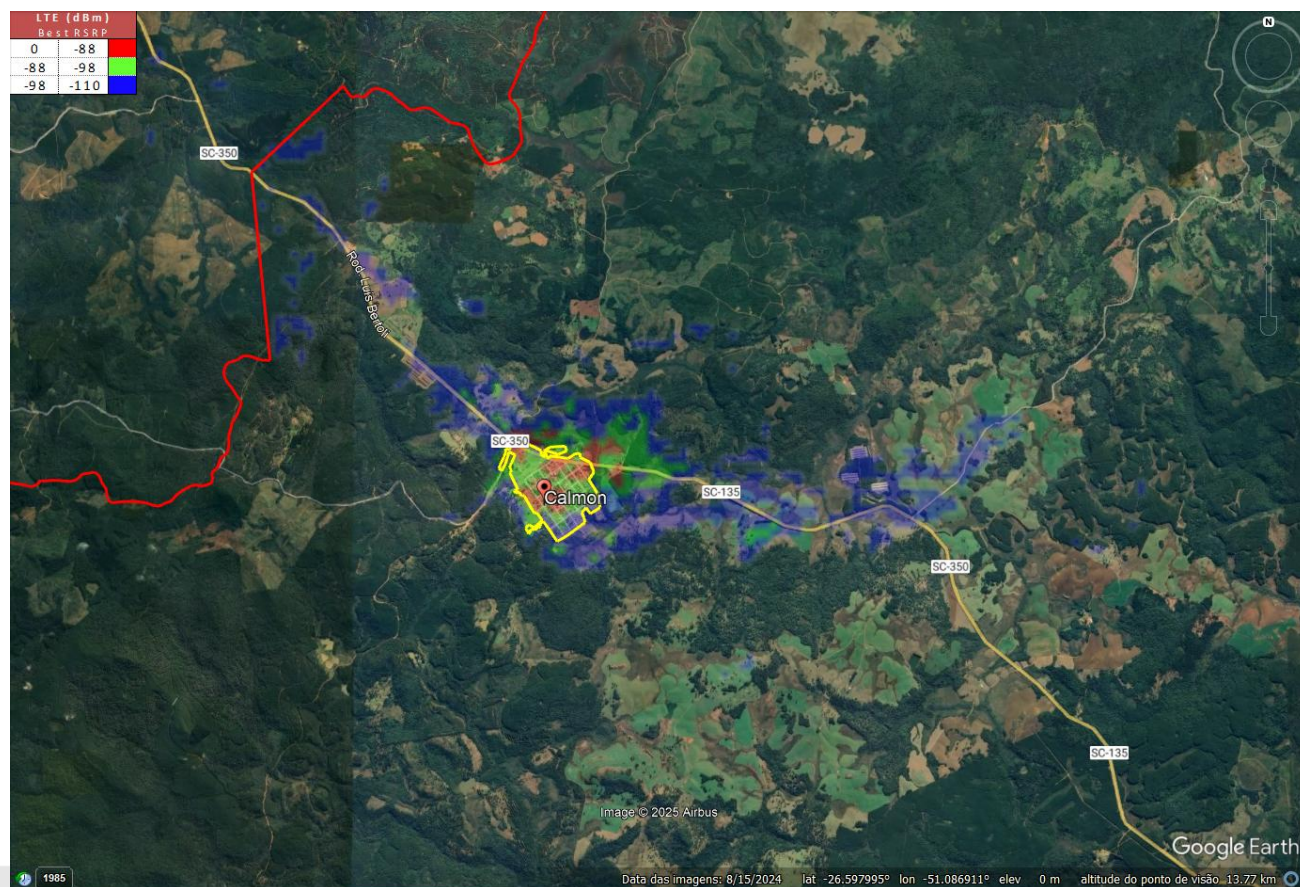 LTE (dBm)
Best RSRP
0 -88
-88 -98
-98 -110
N
SC-350
Rod. Luis Bertoli
SC-350
Calmon
SC-135
SC-350
SC-135
Image © 2025 Airbus
Google Earth
1985
Data das imagens: 8/15/2024 lat -26.597995° lon -51.086911° elev 0 m altitude do ponto de visão 13.77 km